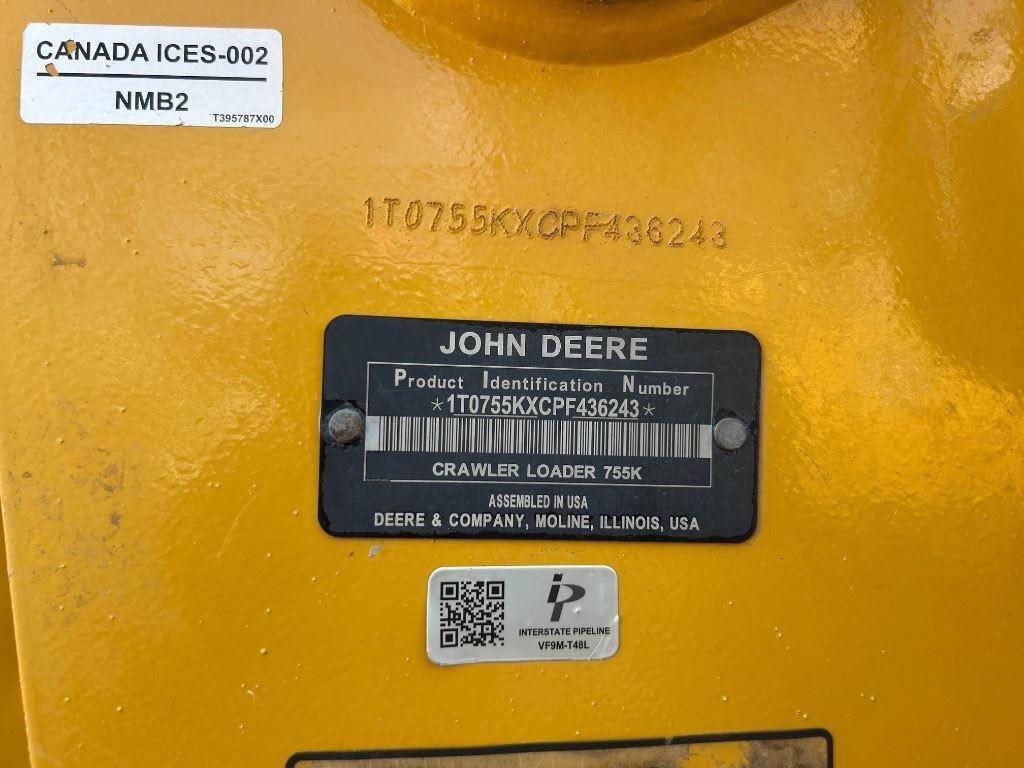 CANADA ICES-002
NMB2
T395787X00
1T0755KXCPF436243
JOHN DEERE
Product Identification Number
*1T0755KXCPF436243*
CRAWLER LOADER 755K
ASSEMBLED IN USA
DEERE & COMPANY, MOLINE, ILLINOIS, USA
iP
INTERSTATE PIPELINE
VF9M-T48L